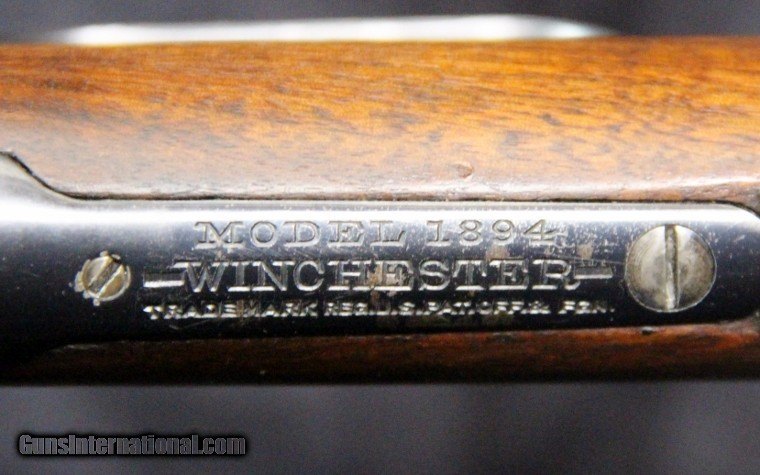 MODEL 1894
-WINCHESTER-
TRADE MARK REG.U.S.PAT.OFF.& FGN.
GunsInternational.com